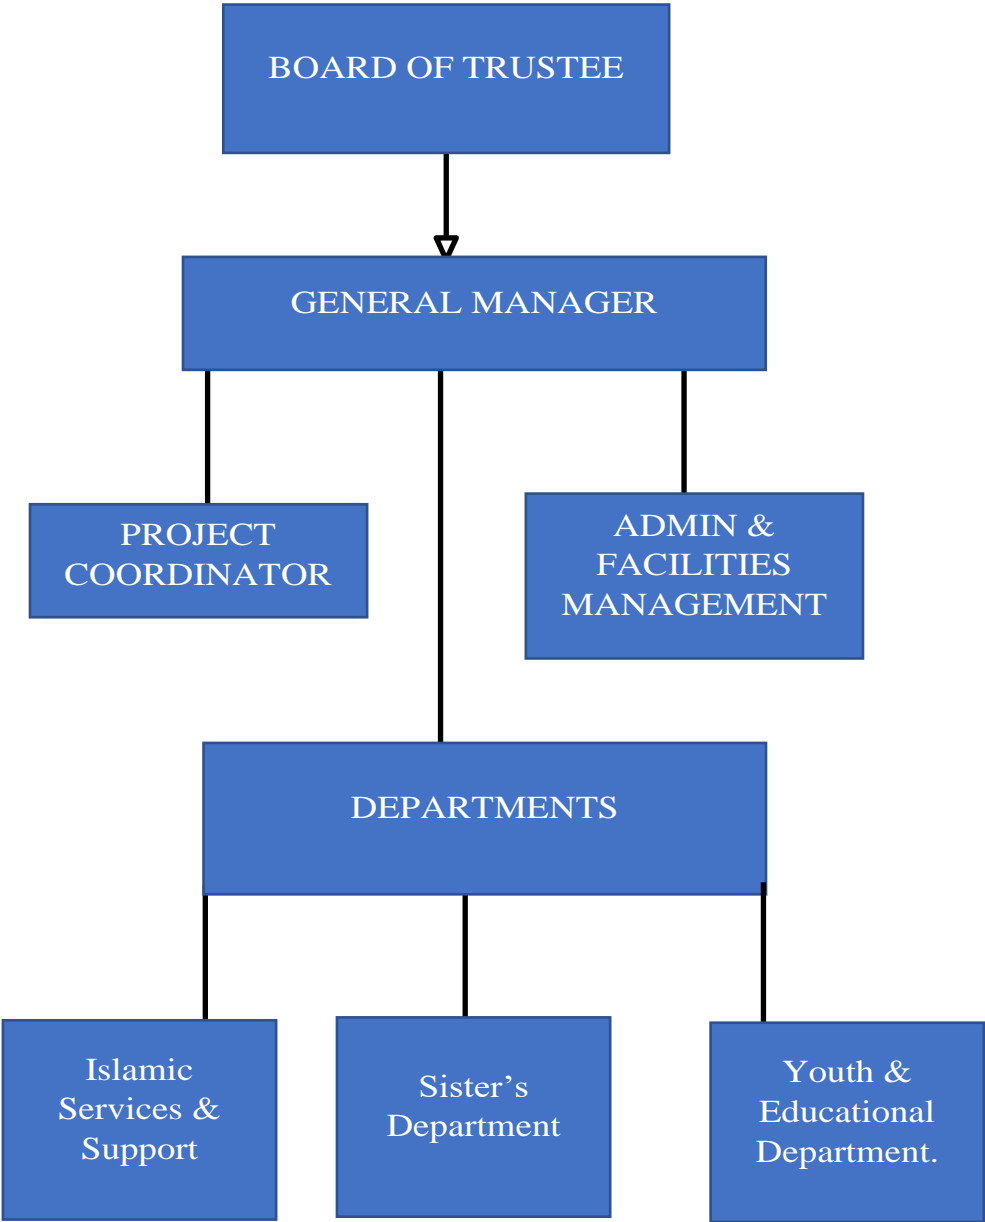 BOARD OF TRUSTEE
GENERAL MANAGER
PROJECT
COORDINATOR
ADMIN &
FACILITIES
MANAGEMENT
DEPARTMENTS
Islamic
Services &
Support
Sister’s
Department
Youth &
Educational
Department.